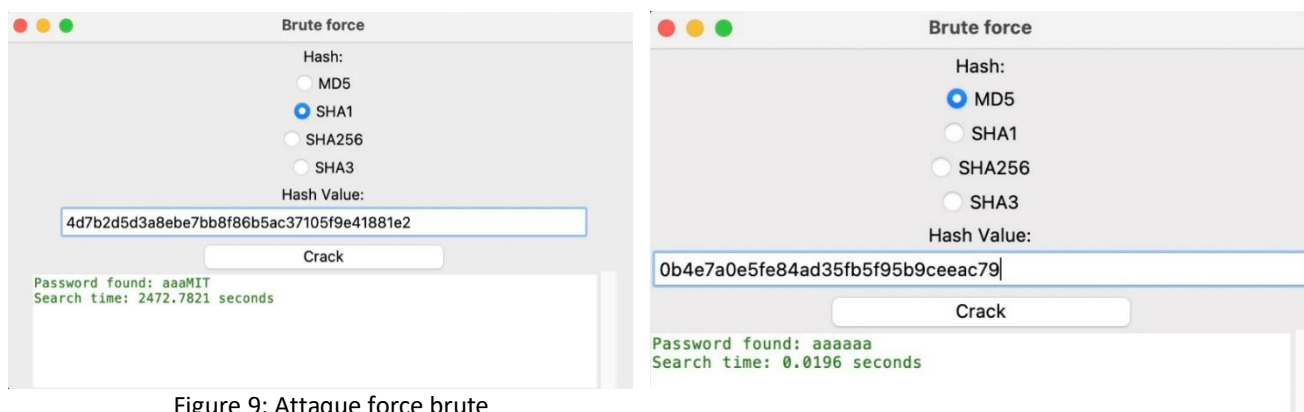 Brute force
Hash:
MD5
SHA1
SHA256
SHA3
Hash Value:
4d7b2d5d3a8ebe7bb8f86b5ac37105f9e41881e2
Crack
Password found: aaaMIT
Search time: 2472.7821 seconds
Brute force
Hash:
MD5
SHA1
SHA256
SHA3
Hash Value:
0b4e7a0e5fe84ad35fb5f95b9ceeac79
Crack
Password found: aaaaaa
Search time: 0.0196 seconds
Figure 9: Attaque force brute